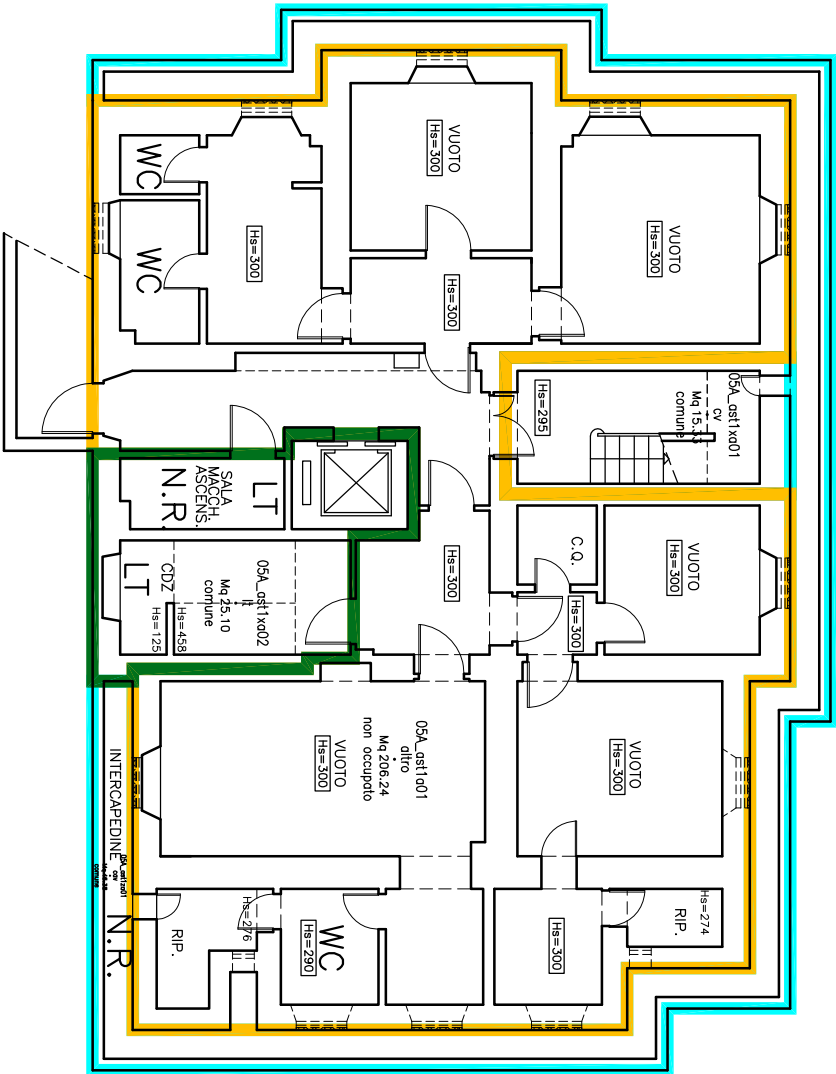 WC
WC
Hs=300
VUOTO
Hs=300
VUOTO
Hs=300
Hs=300
05A_ast1xa01
cv
Mq 15.33
comune
Hs=295
LT
SALA
MACCH.
ASCENS.
N.R.
05A_ast1xa02
lt
Mq 25.10
comune
CDZ
LT
Hs=458
Hs=125
Hs=300
C.Q.
VUOTO
Hs=300
Hs=300
VUOTO
Hs=300
05A_ast1a01
altro
Mq 206.24
non occupato
VUOTO
Hs=300
INTERCAPEDINE
N.R.
comune
Hs=276
RIP.
WC
Hs=290
Hs=300
Hs=274
RIP.